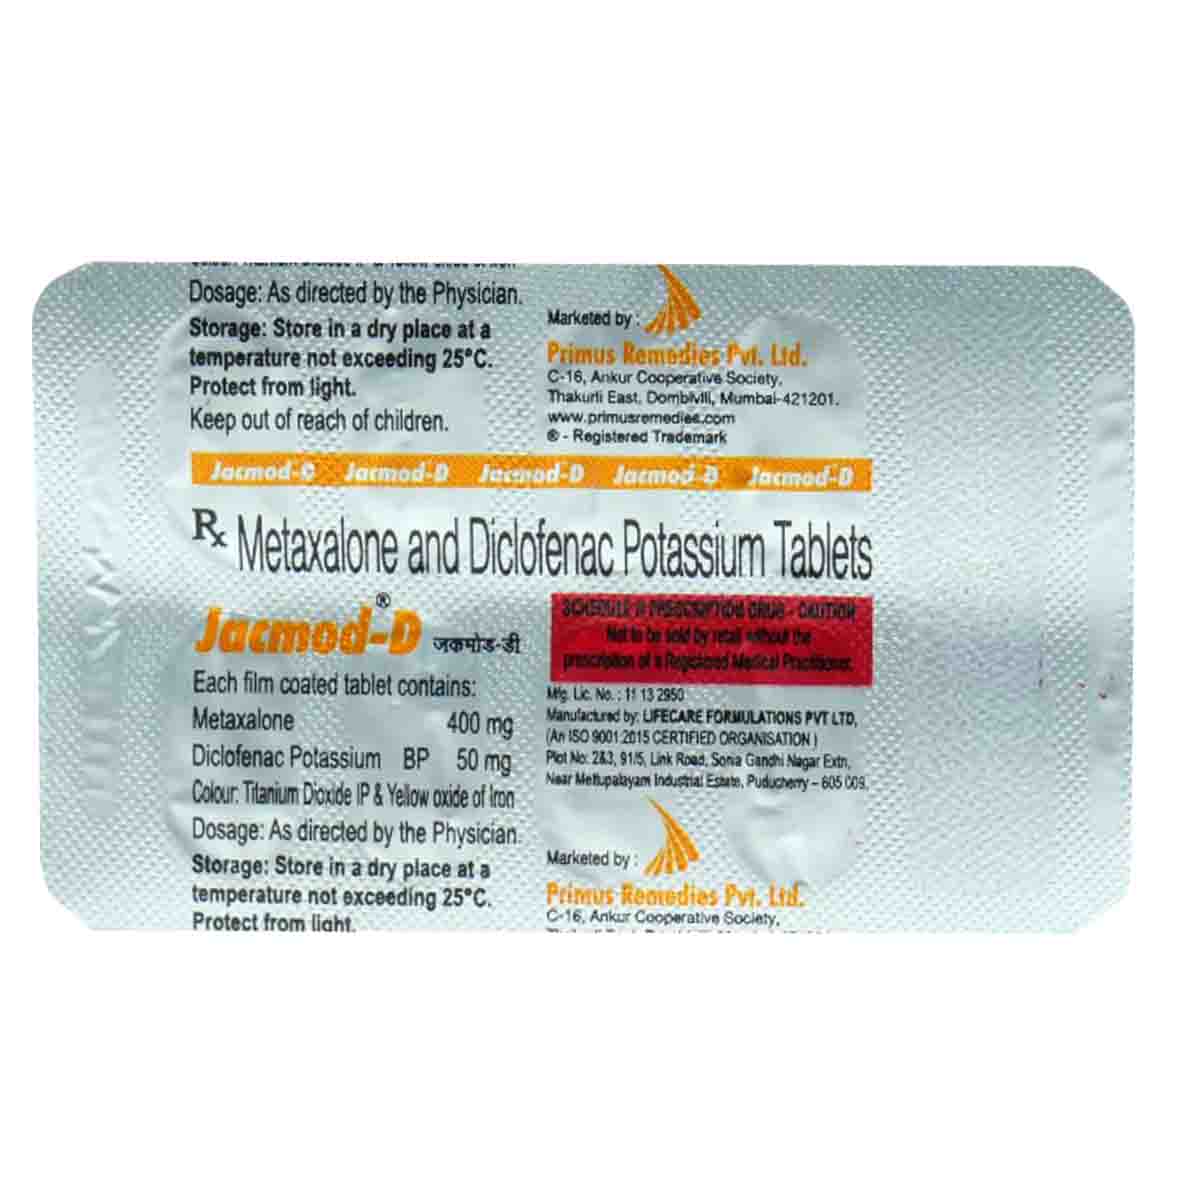 Dosage: As directed by the Physician.
Storage: Store in a dry place at a
temperature not exceeding 25°C.
Protect from light.
Keep out of reach of children.
Marketed by :
Primus Remedies Pvt. Ltd.
C-16, Ankur Cooperative Society,
Thakurli East, Dombivili, Mumbai-421201.
www.primusremedies.com
® - Registered Trademark
Jacmod-D Jacmod-D Jacmod-D Jacmod-D Jacmod-D
Rx Metaxalone and Diclofenac Potassium Tablets
Jacmod-D®
जकमोड-डी
Each film coated tablet contains:
Metaxalone 400 mg
Diclofenac Potassium BP 50 mg
Colour: Titanium Dioxide IP & Yellow oxide of Iron
Dosage: As directed by the Physician.
Storage: Store in a dry place at a
temperature not exceeding 25°C.
Protect from light.
SCHEDULE H PRESCRIPTION DRUG - CAUTION
Not to be sold by retail without the
prescription of a Registered Medical Practitioner.
Mfg. Lic. No. : 11 13 2950
Manufactured by: LIFECARE FORMULATIONS PVT LTD,
(An ISO 9001:2015 CERTIFIED ORGANISATION )
Plot No: 2&3, 91/5, Link Road, Sonia Gandhi Nagar Extn,
Near Mettupalayam Industrial Estate, Puducherry – 605 009.
Marketed by :
Primus Remedies Pvt. Ltd.
C-16, Ankur Cooperative Society,